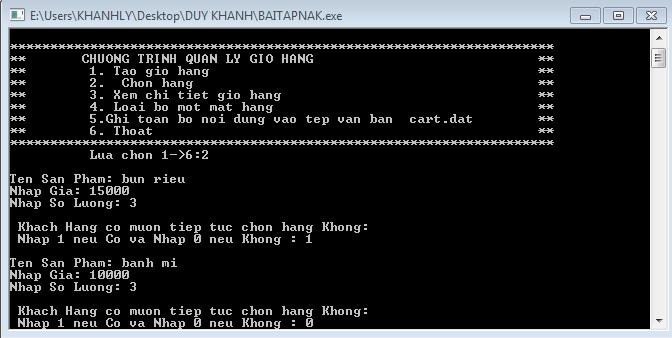 E:\Users\KHANHLY\Desktop\DUY KHANH\BAITAPNAK.exe
********************************************************************
** CHUONG TRINH QUAN LY GIO HANG **
** 1. Tao gio hang **
** 2. Chon hang **
** 3. Xem chi tiet gio hang **
** 4. Loai bo mot mat hang **
** 5.Ghi toan bo noi dung vao tep van ban cart.dat **
** 6. Thoat **
********************************************************************
Lua chon 1->6:2
Ten San Pham: bun rieu
Nhap Gia: 15000
Nhap So Luong: 3
Khach Hang co muon tiep tuc chon hang Khong:
Nhap 1 neu Co va Nhap 0 neu Khong : 1
Ten San Pham: banh mi
Nhap Gia: 10000
Nhap So Luong: 3
Khach Hang co muon tiep tuc chon hang Khong:
Nhap 1 neu Co va Nhap 0 neu Khong : 0